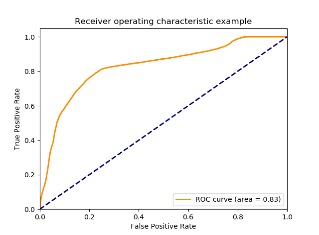 Receiver operating characteristic example
True Positive Rate
1.0
0.8
0.6
0.4
0.2
0.0
ROC curve (area = 0.83)
0.0 0.2 0.4 0.6 0.8 1.0
False Positive Rate